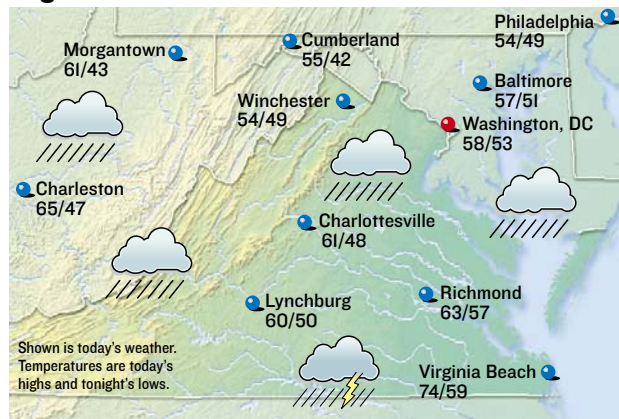 Philadelphia
54/49
Morgantown
61/43
Cumberland
55/42
Baltimore
57/51
Winchester
54/49
Washington, DC
58/53
Charleston
65/47
Charlottesville
61/48
Lynchburg
60/50
Richmond
63/57
Shown is today's weather.
Temperatures are today's
highs and tonight's lows.
Virginia Beach
74/59